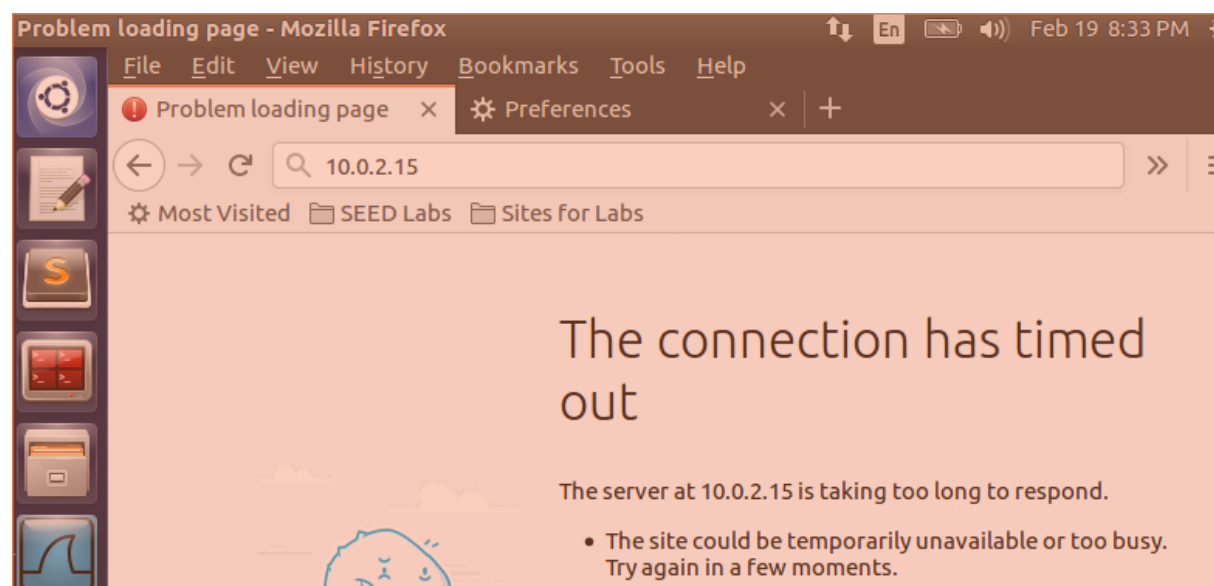 Problem loading page - Mozilla Firefox En Feb 19 8:33 PM
File Edit View History Bookmarks Tools Help
Problem loading page × Preferences × +
10.0.2.15 »
Most Visited SEED Labs Sites for Labs
S
The connection has timed
out
The server at 10.0.2.15 is taking too long to respond.
• The site could be temporarily unavailable or too busy.
Try again in a few moments.